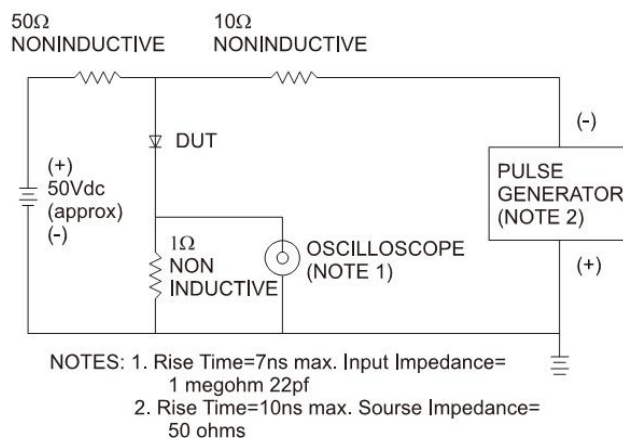 50Ω
NONINDUCTIVE
10Ω
NONINDUCTIVE
DUT
(+)
50Vdc
(approx)
(-)
1Ω
NON
INDUCTIVE
OSCILLOSCOPE
(NOTE 1)
(-)
PULSE
GENERATOR
(NOTE 2)
(+)
NOTES: 1. Rise Time=7ns max. Input Impedance=
1 megohm 22pf
2. Rise Time=10ns max. Sourse Impedance=
50 ohms